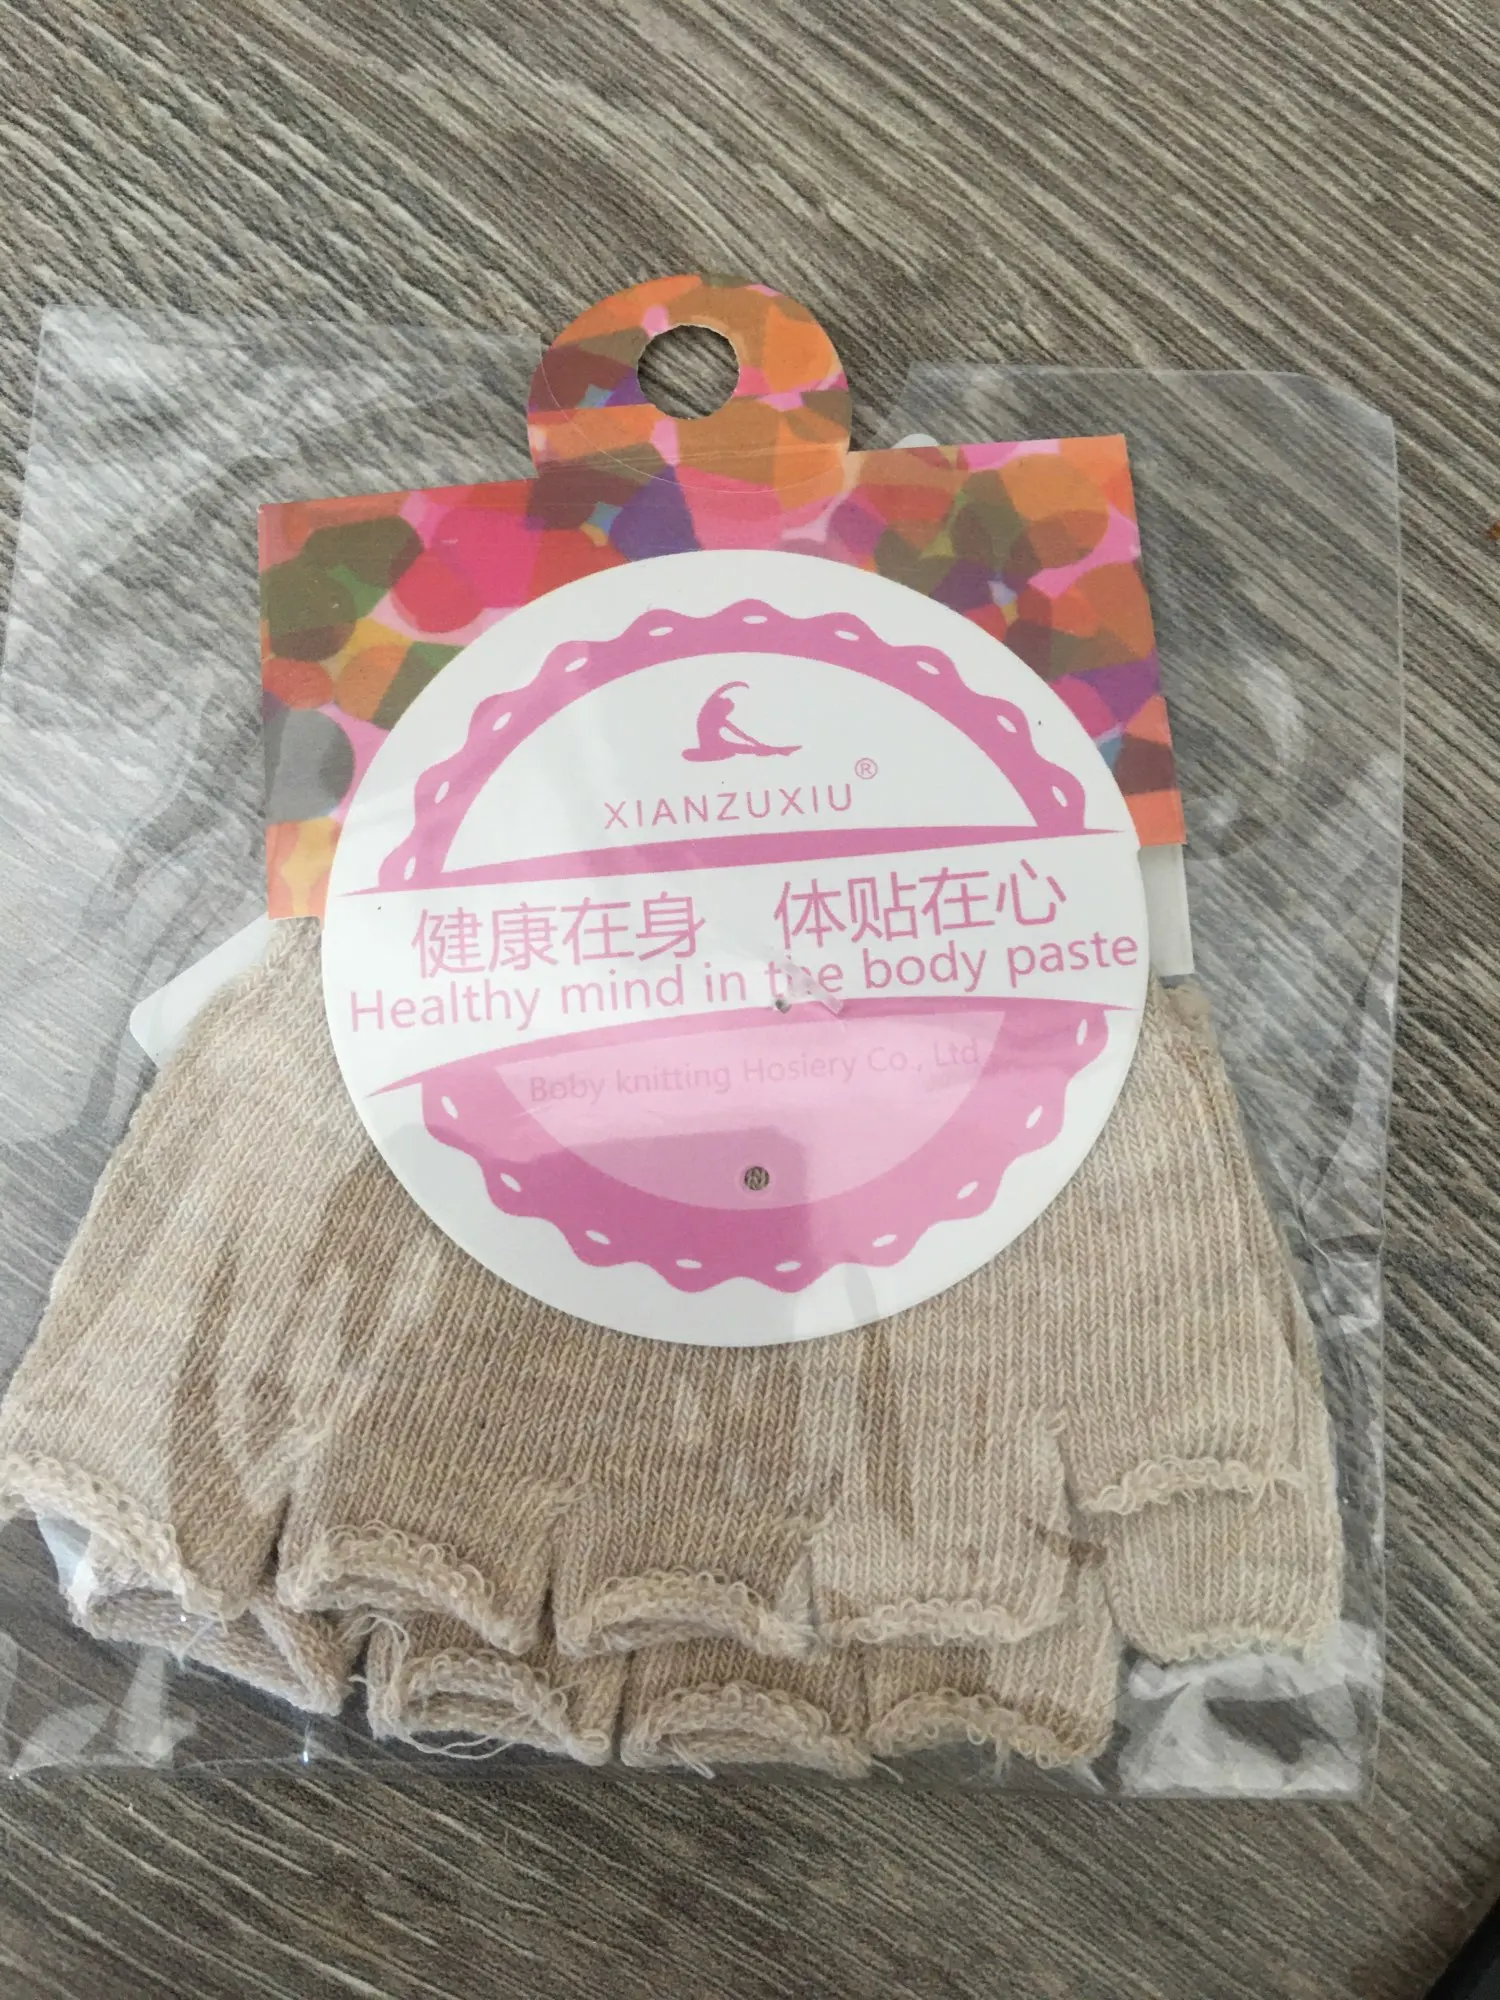 XIANZUXIU®
健康在身 体贴在心
Healthy mind in the body paste
Boby knitting Hosiery Co., Ltd